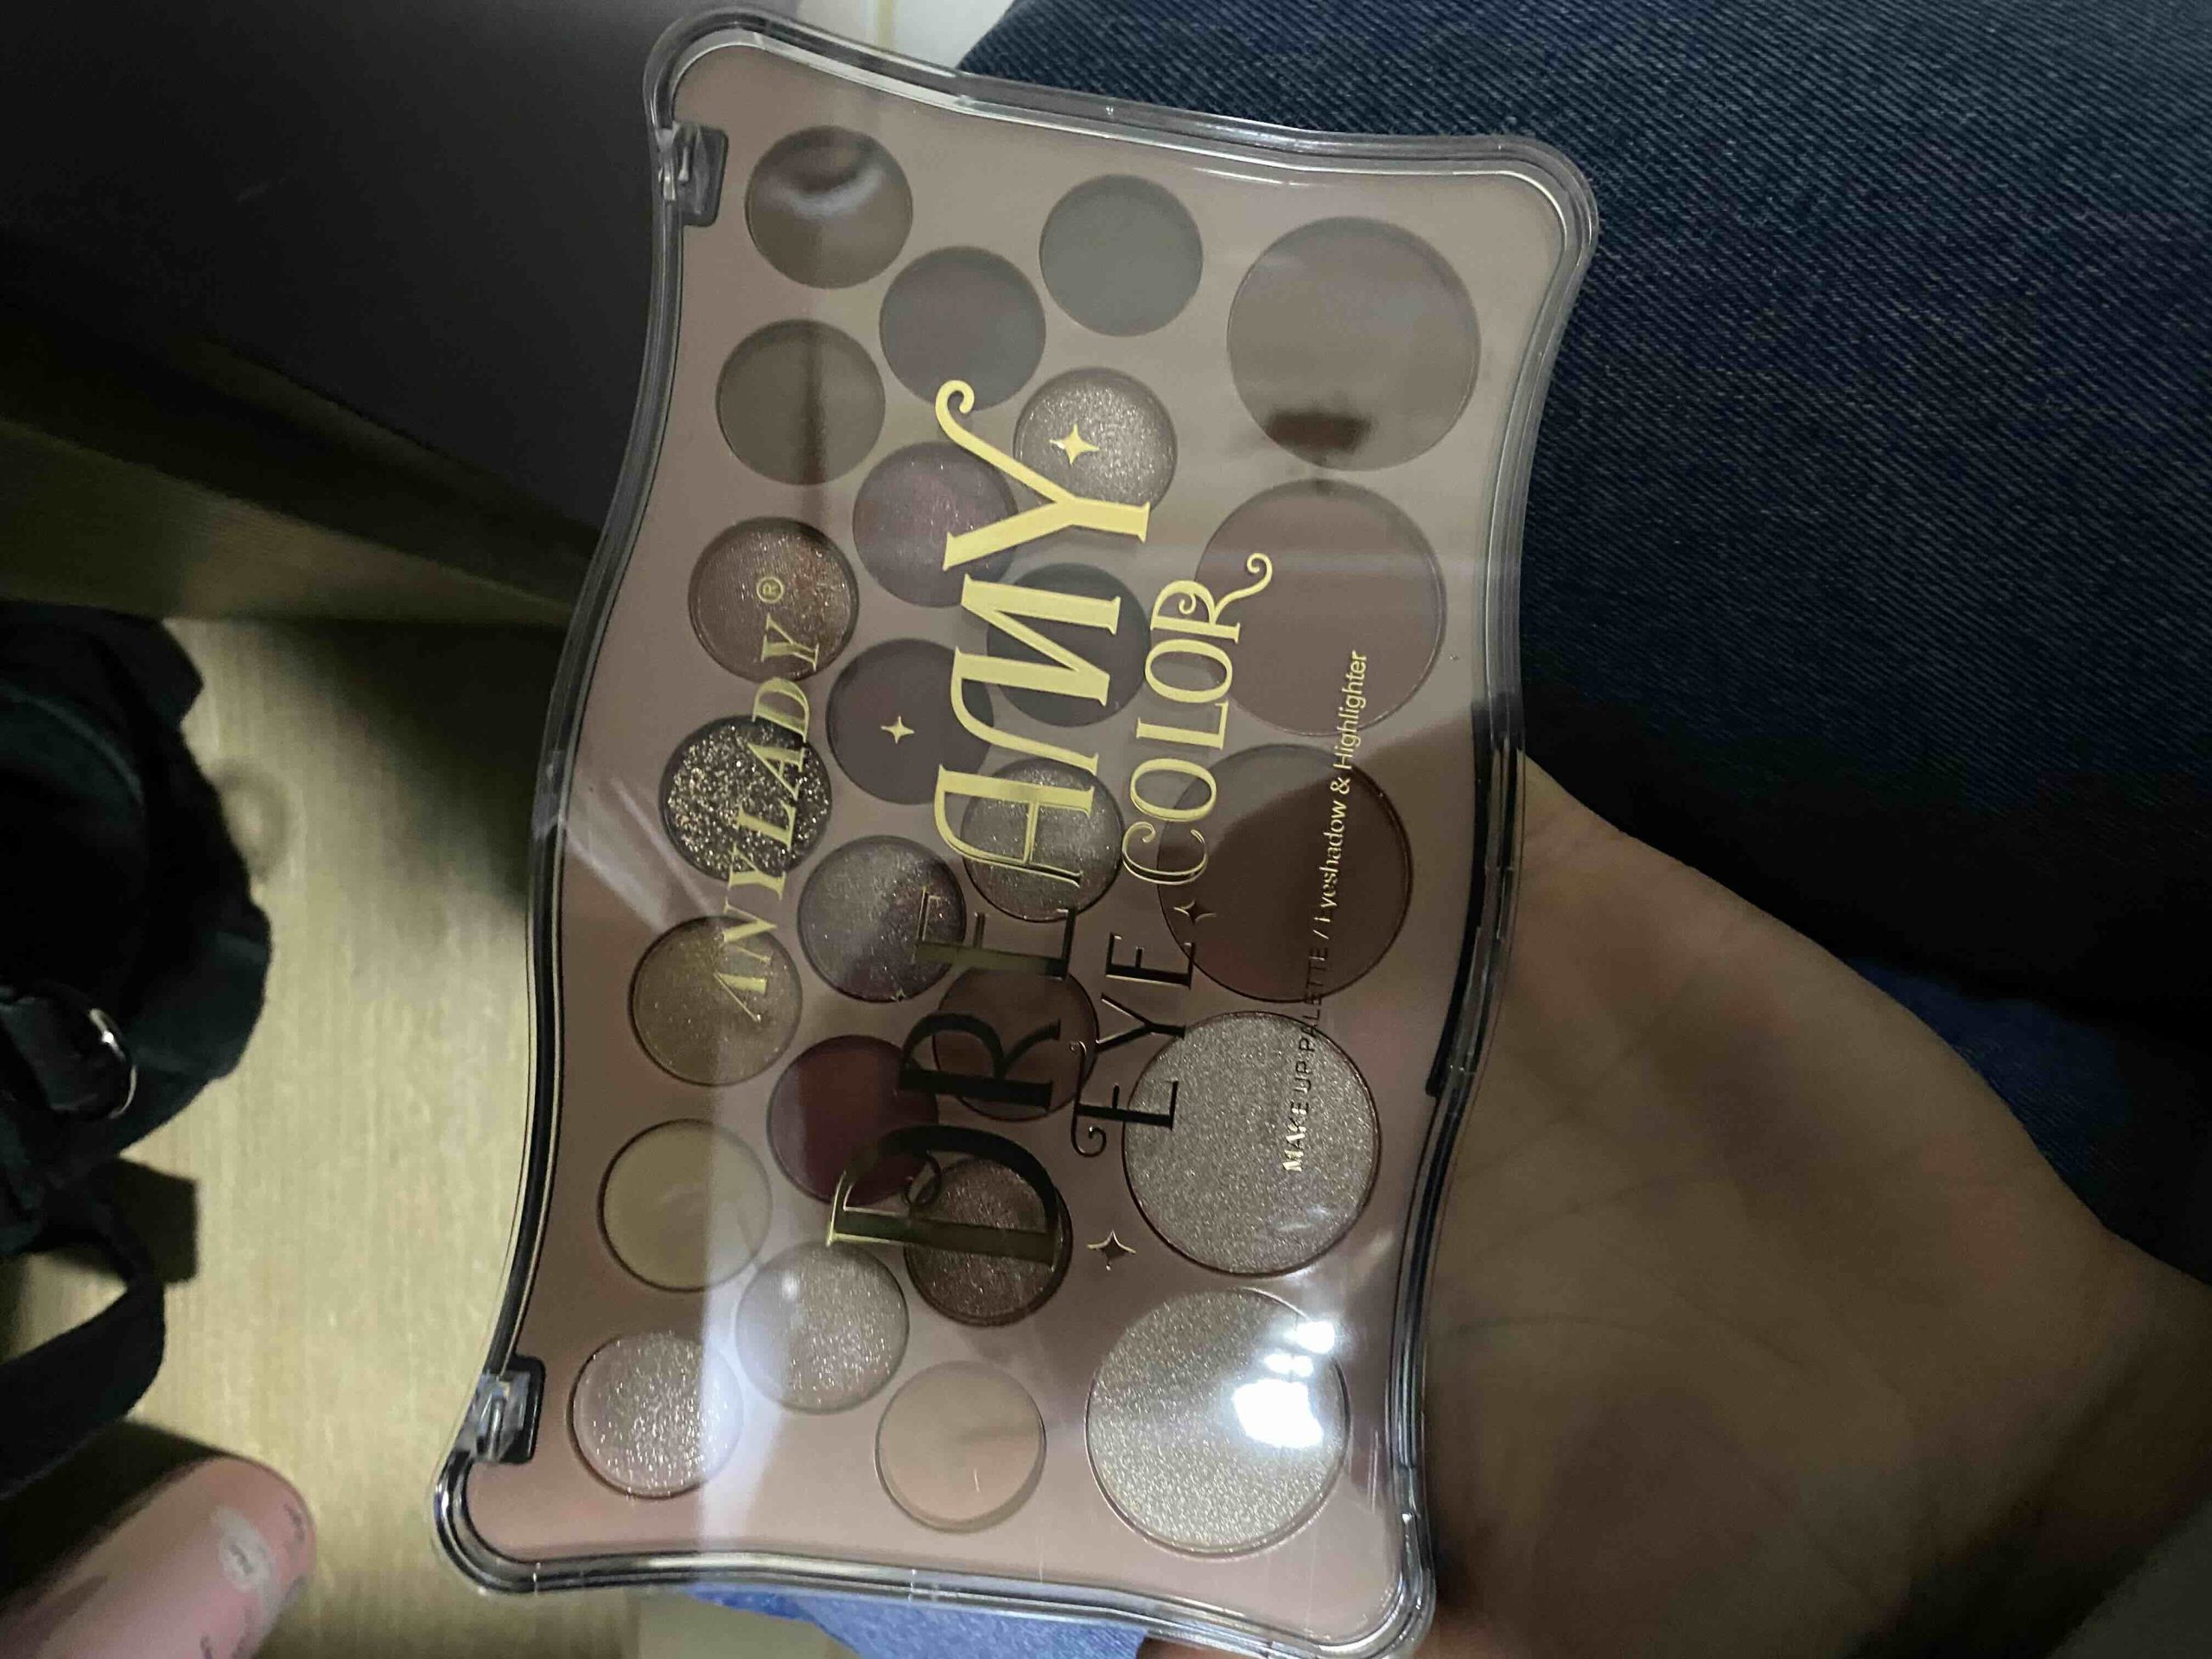 ANYLADY®
DREAMY
EYE COLOR
MAKE UP PALETTE / Eyeshadow & Highlighter